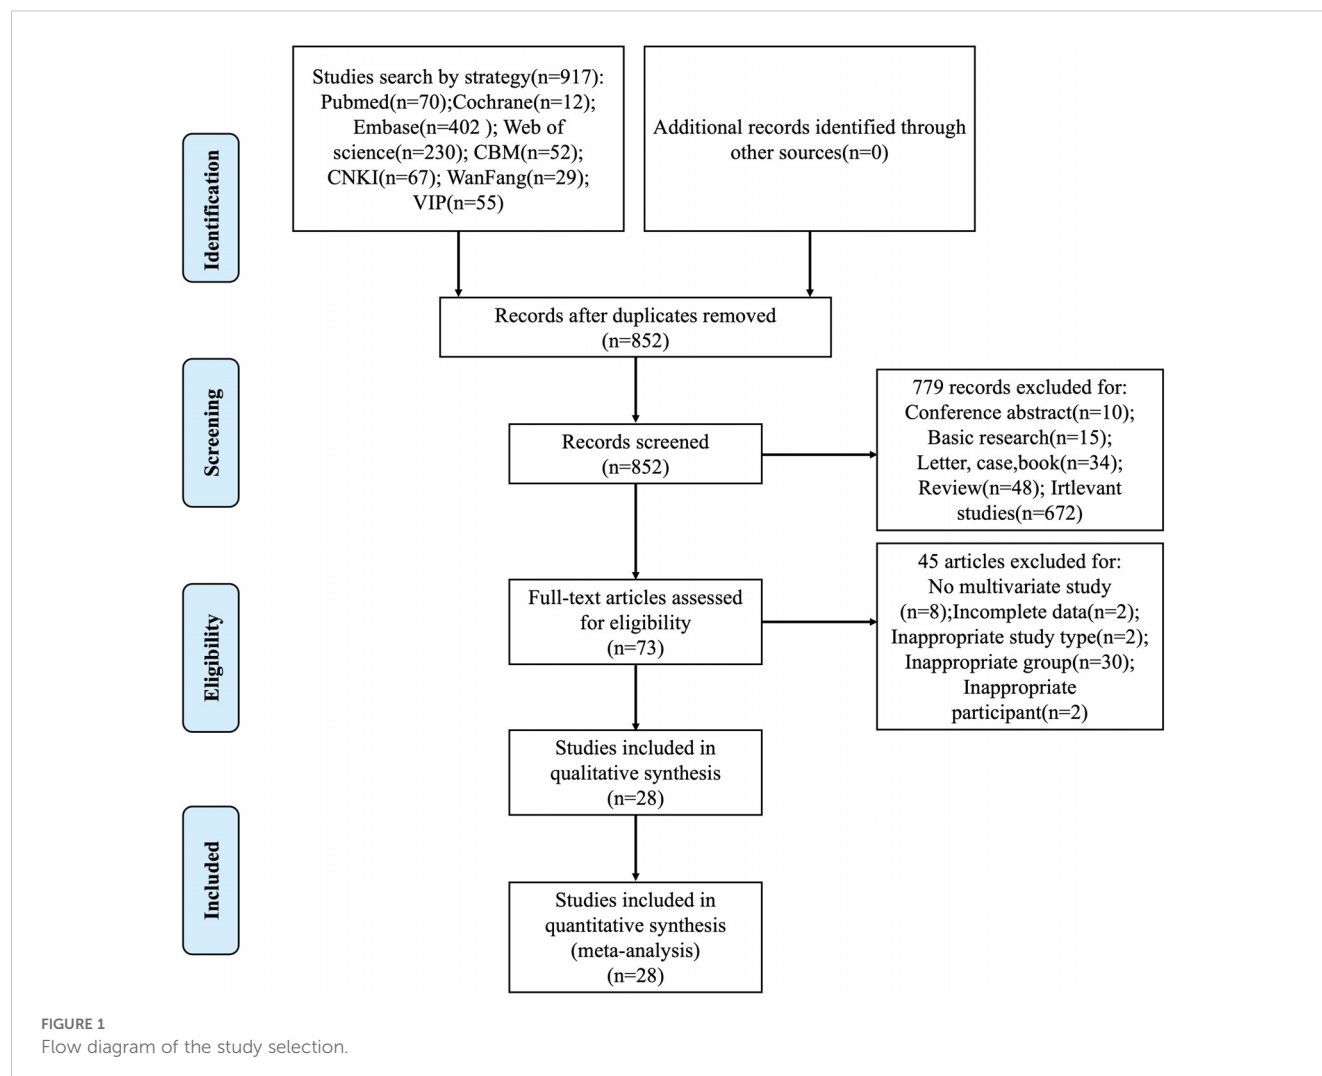 Studies search by strategy(n=917):
Pubmed(n=70);Cochrane(n=12);
Embase(n=402 ); Web of
science(n=230); CBM(n=52);
CNKI(n=67); WanFang(n=29);
VIP(n=55)
Additional records identified through
other sources(n=0)
Identification
Records after duplicates removed
(n=852)
Screening
Records screened
(n=852)
779 records excluded for:
Conference abstract(n=10);
Basic research(n=15);
Letter, case,book(n=34);
Review(n=48); Irtlevant
studies(n=672)
Eligibility
Full-text articles assessed
for eligibility
(n=73)
45 articles excluded for:
No multivariate study
(n=8);Incomplete data(n=2);
Inappropriate study type(n=2);
Inappropriate group(n=30);
Inappropriate
participant(n=2)
Studies included in
qualitative synthesis
(n=28)
Included
Studies included in
quantitative synthesis
(meta-analysis)
(n=28)
FIGURE 1
Flow diagram of the study selection.